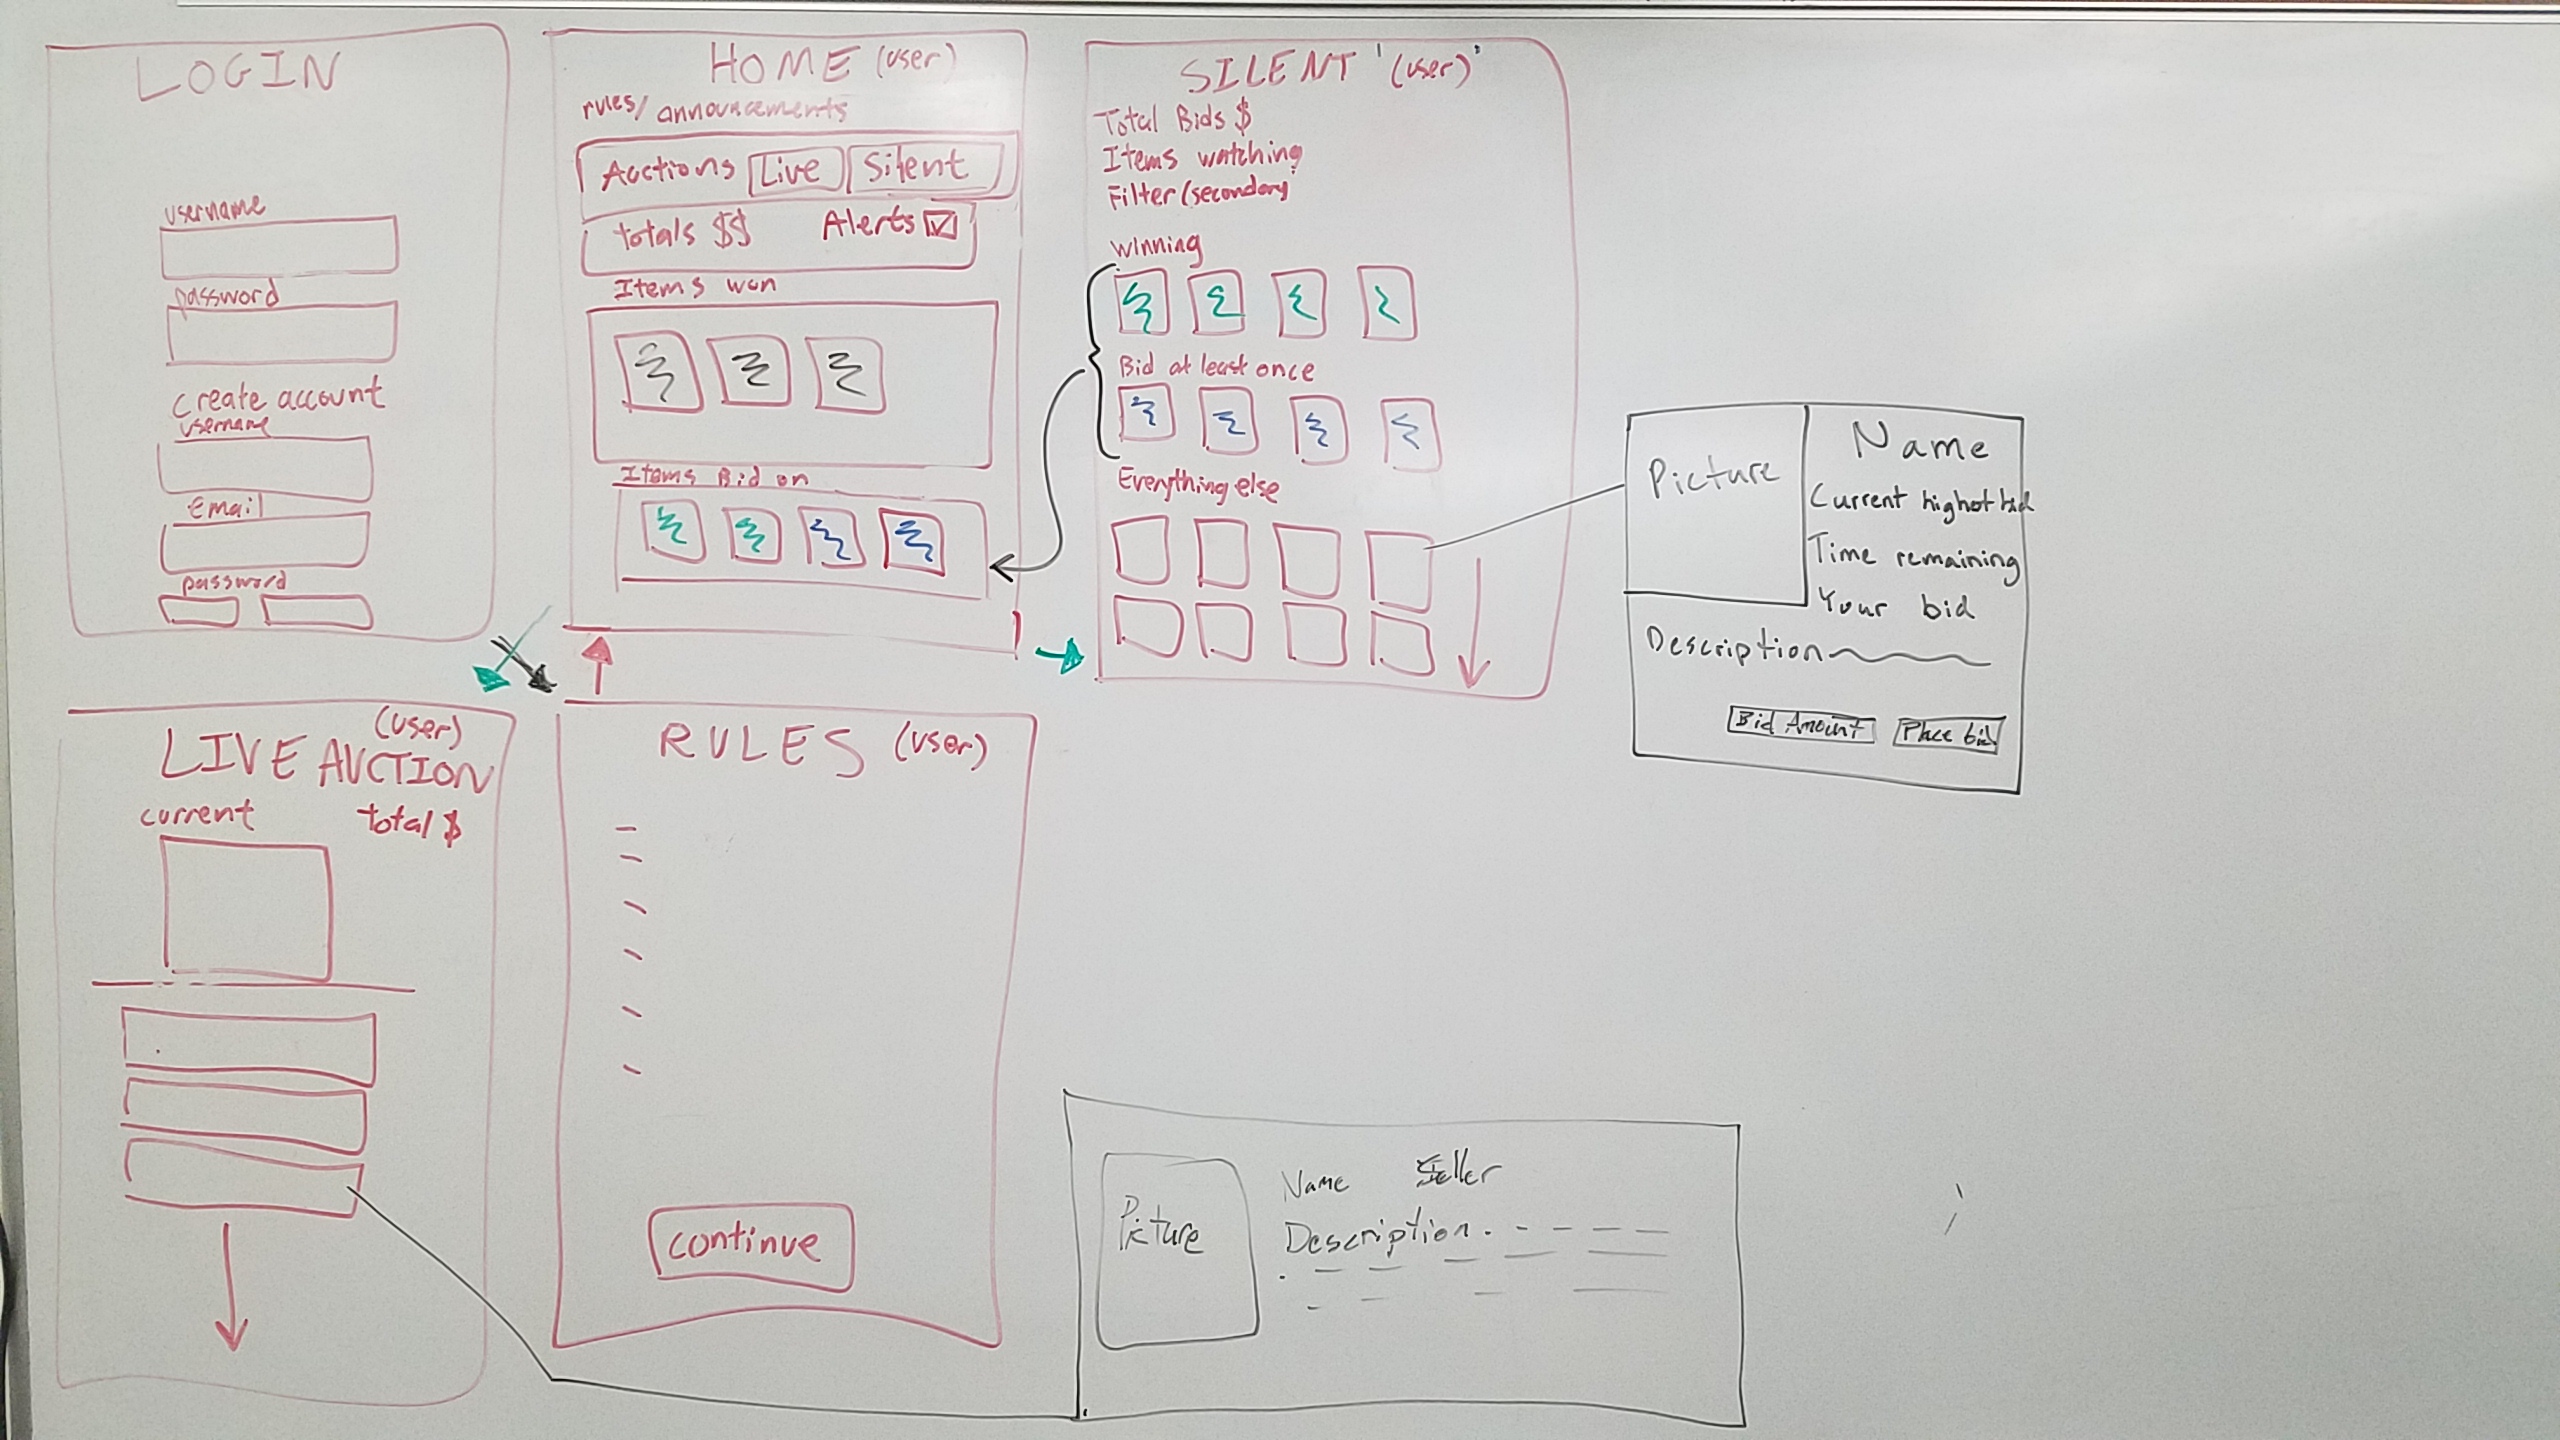 LOGIN
username
password
create account
username
Email
password
HOME (user)
rules/ announcements
Auctions Live Silent
totals $$ Alerts
Items won
Items Bid on
SILENT (user)
Total Bids $
Items watching
Filter (secondary)
winning
Bid at least once
Everything else
Picture
Name
Current highest bid
Time remaining
Your bid
Description
Bid Amount Place bid
(user)
LIVE AUCTION
current total $
RULES (user)
continue
Picture
Name Seller
Description